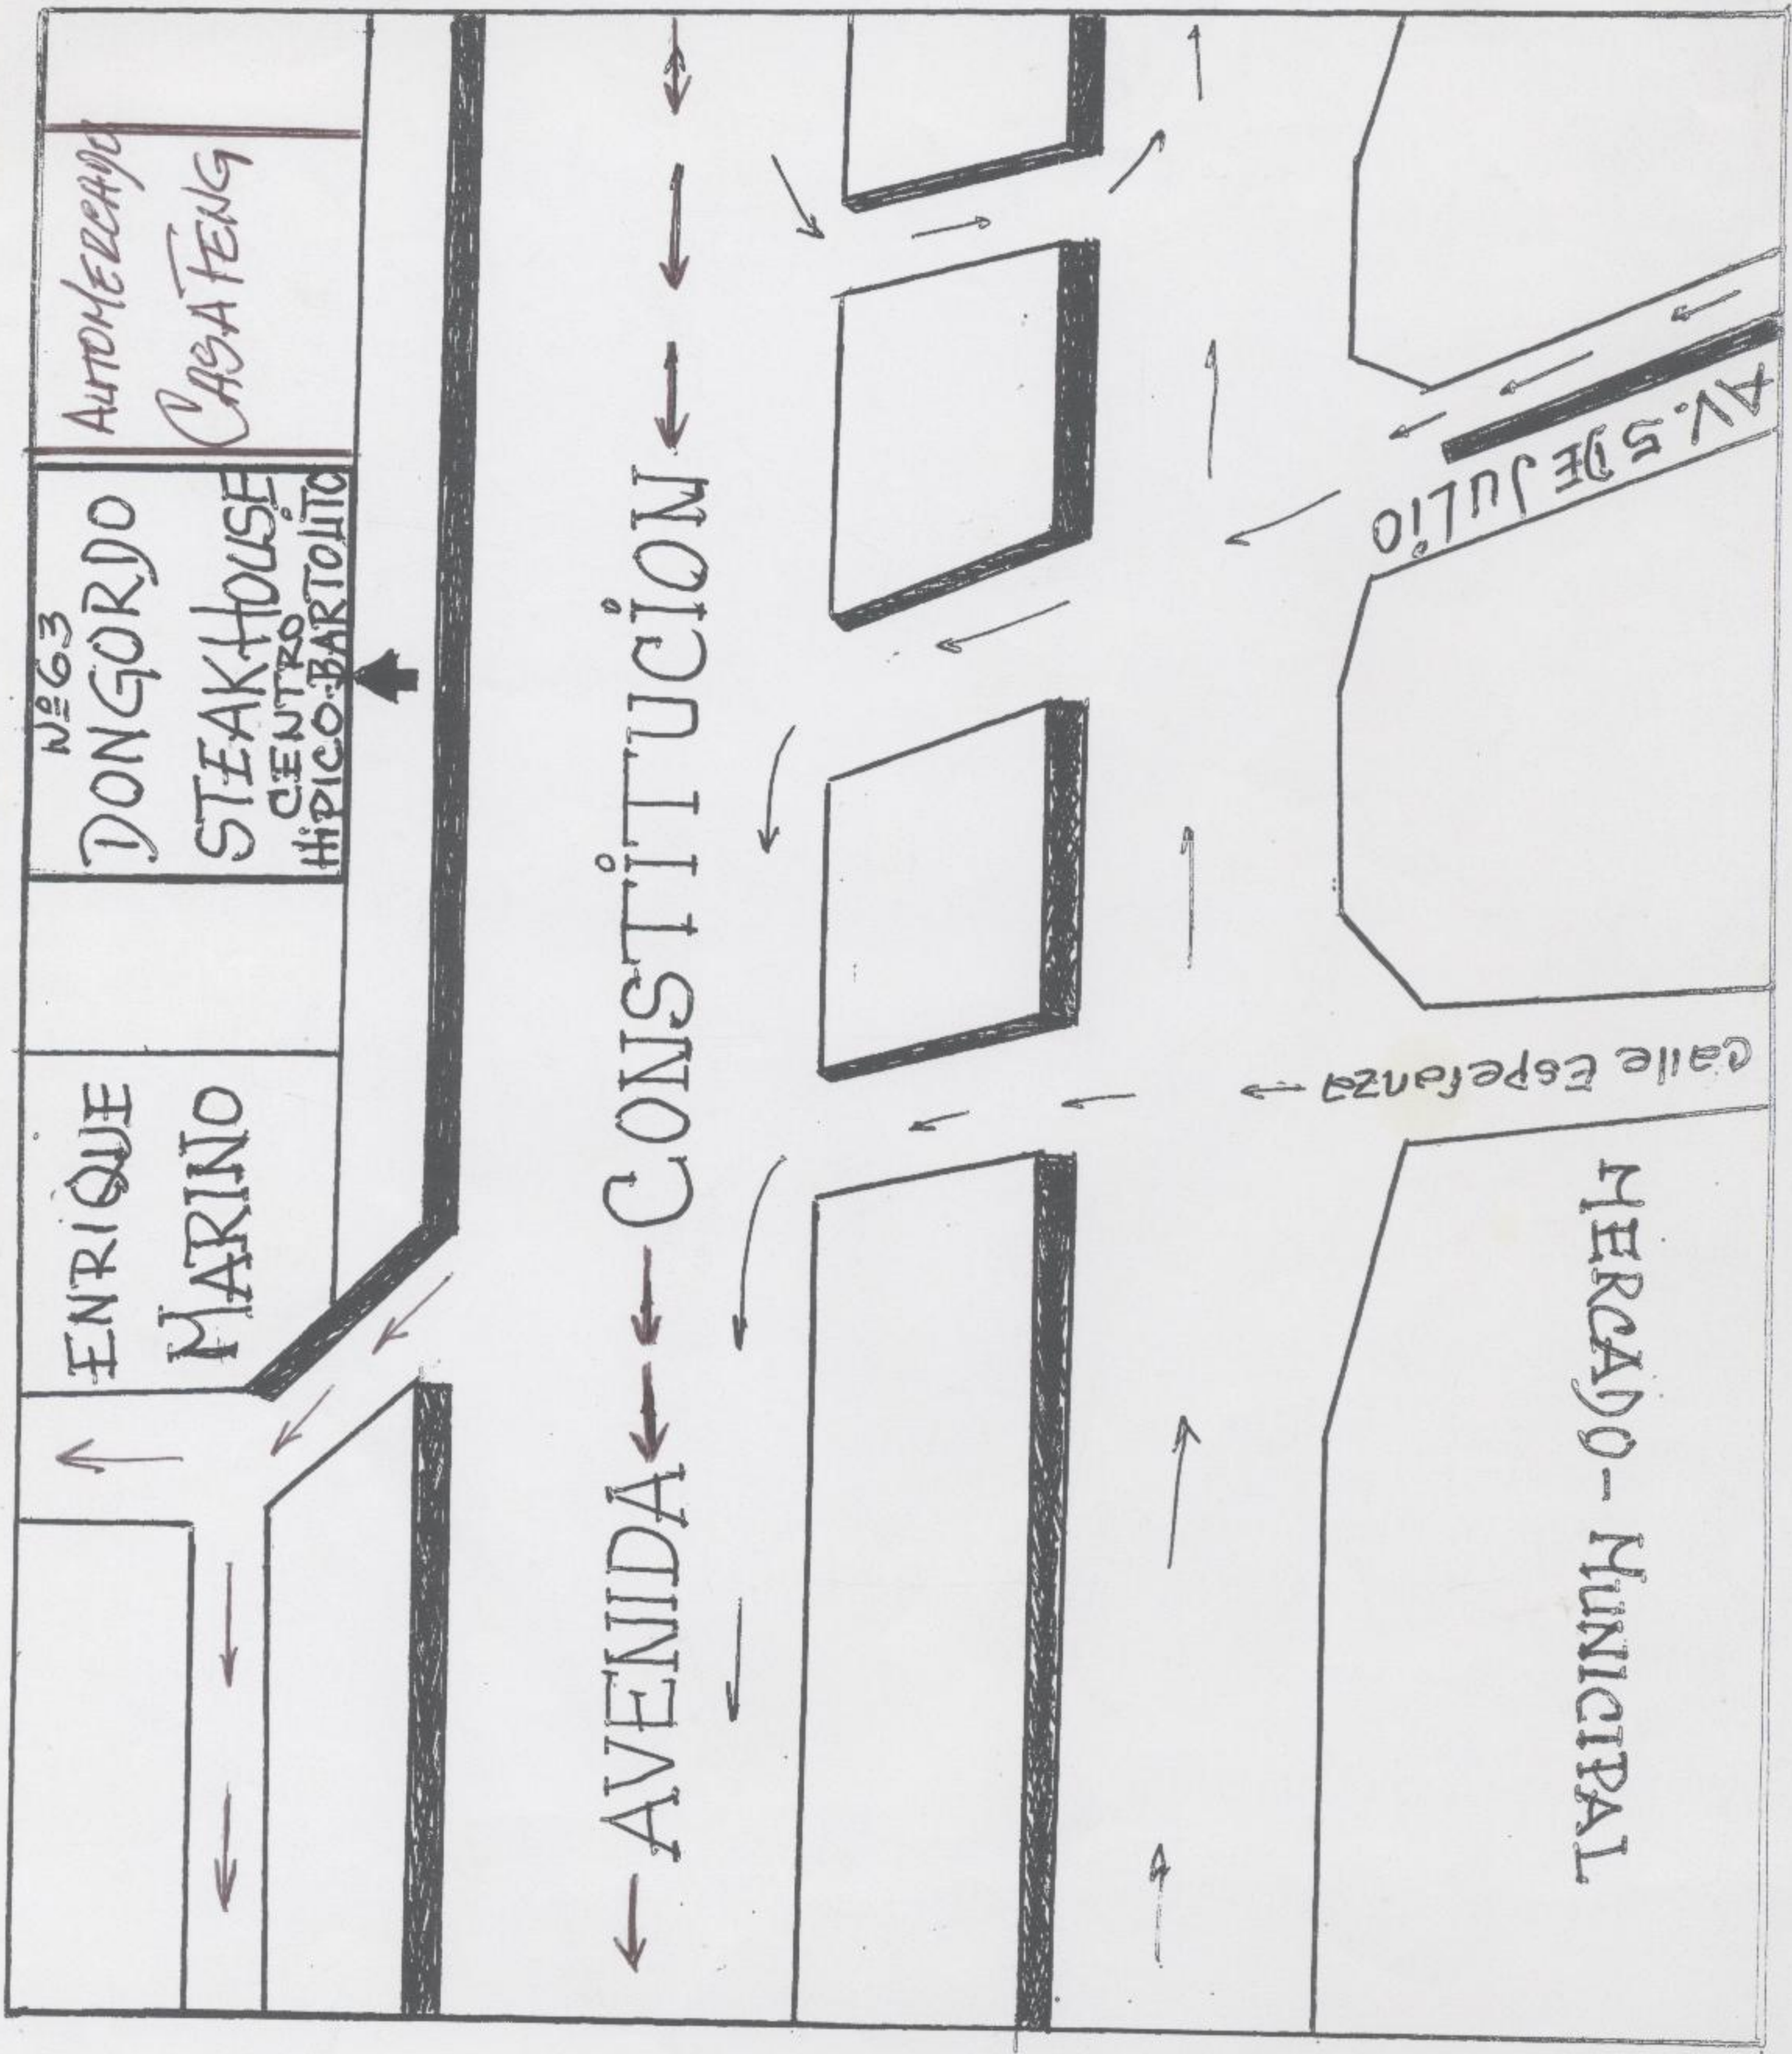 AUTOMERCADO
CASA FENG
Nº 63
DONGORDO
STEAKHOUSE
CENTRO
HIPICO-BARTOLITO
ENRIQUE
MARINO
AVENIDA
CONSTITUCIÓN
AV. 5 DE JULIO
Calle Esperanza
MERCADO - MUNICIPAL